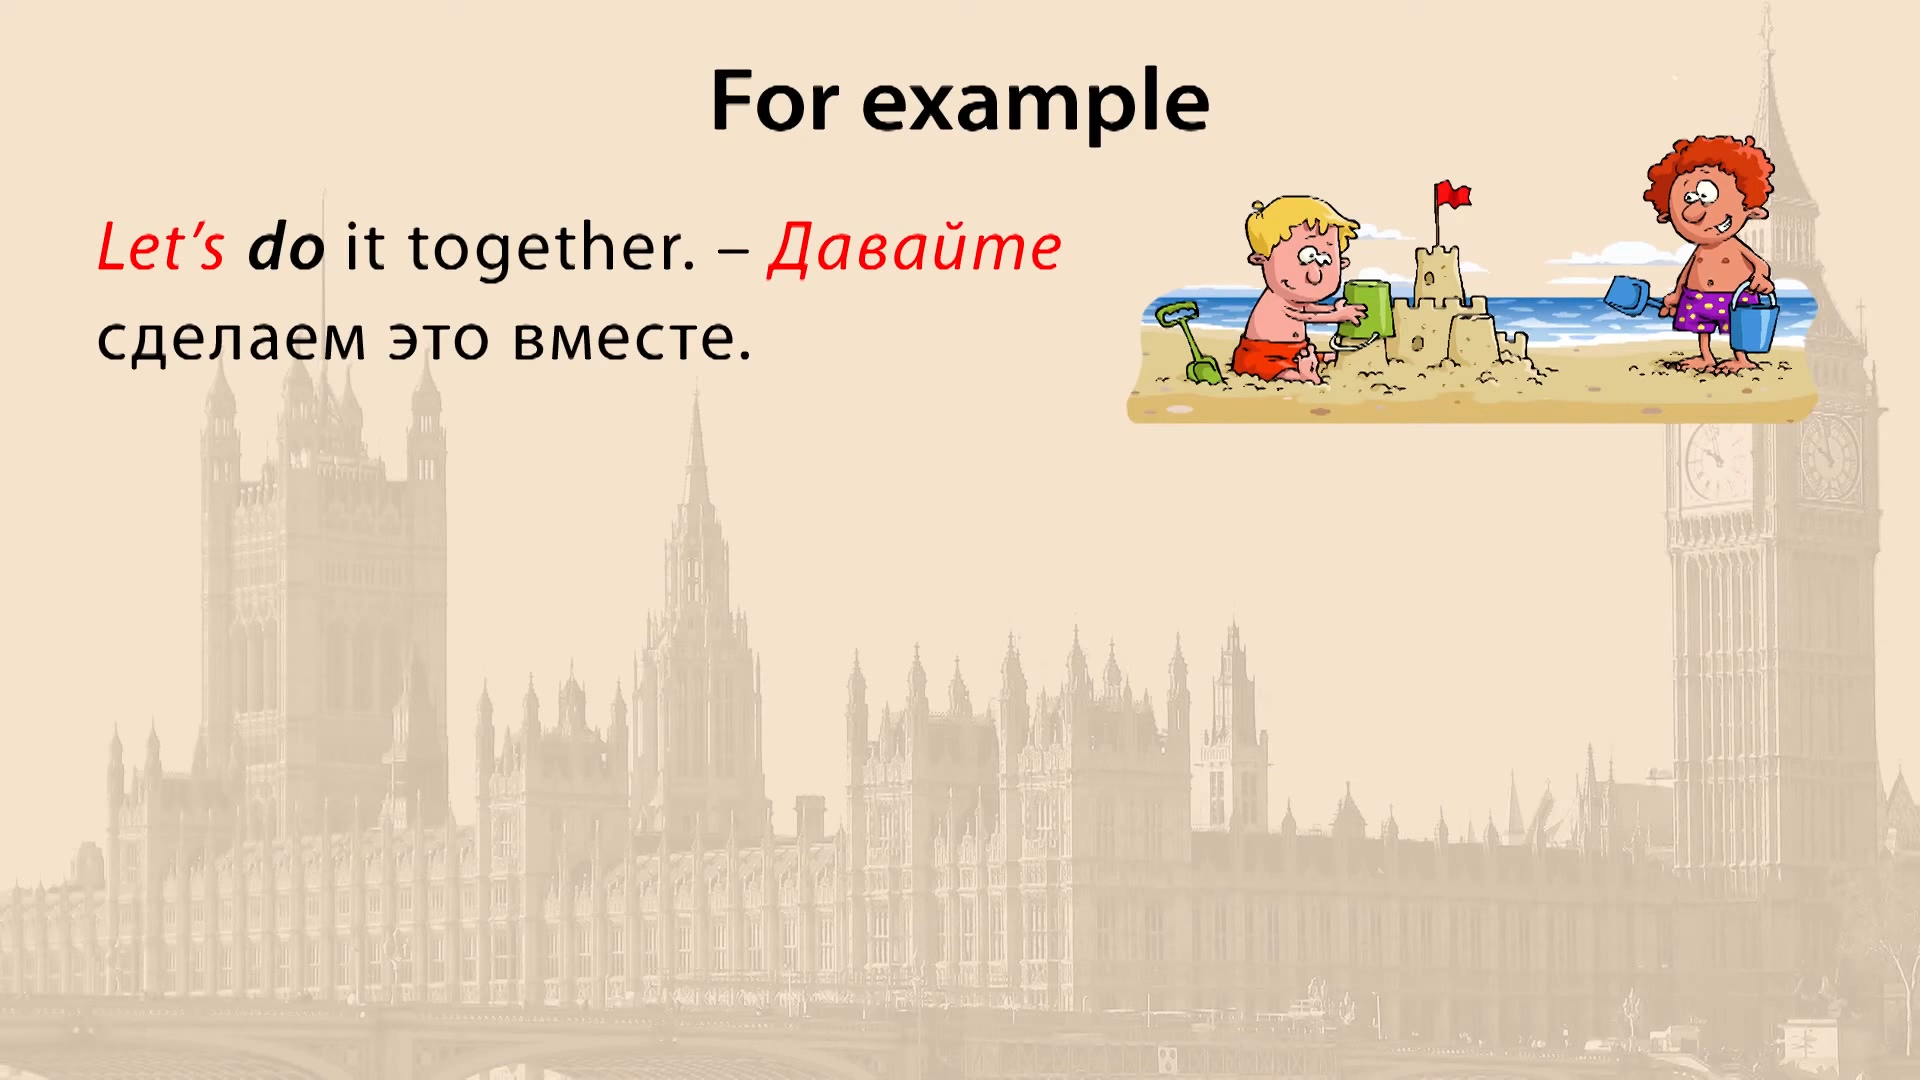 For example
Let’s do it together. – Давайте
сделаем это вместе.